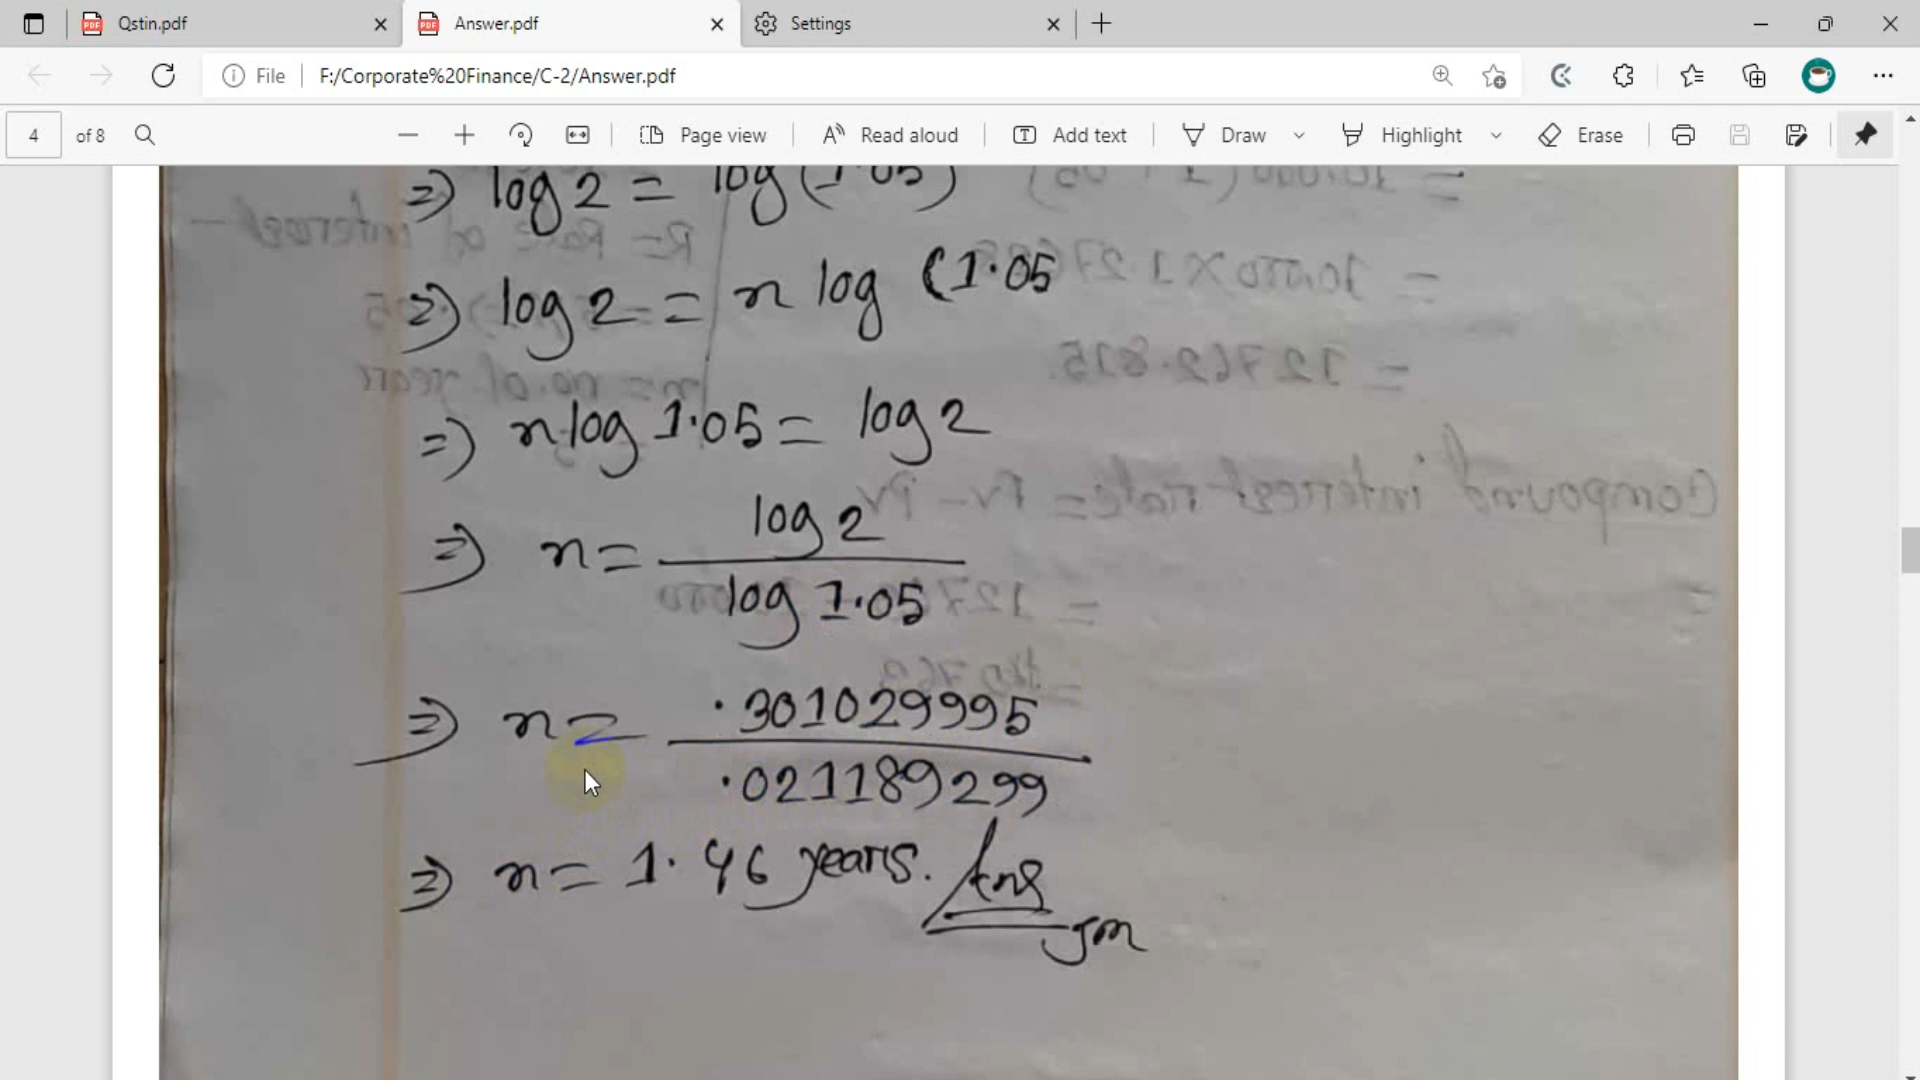 Qstin.pdf
Answer.pdf
Settings
File
F:/Corporate%20Finance/C-2/Answer.pdf
4 of 8
Page view
Read aloud
Add text
Draw
Highlight
Erase
=> log 2 = log (1.05)
=> log 2 = n log (1.05
=> n log 1.05 = log 2
=> n = log 2
log 1.05
=> n = .301029995
.021189299
=> n = 1.46 years. Ans